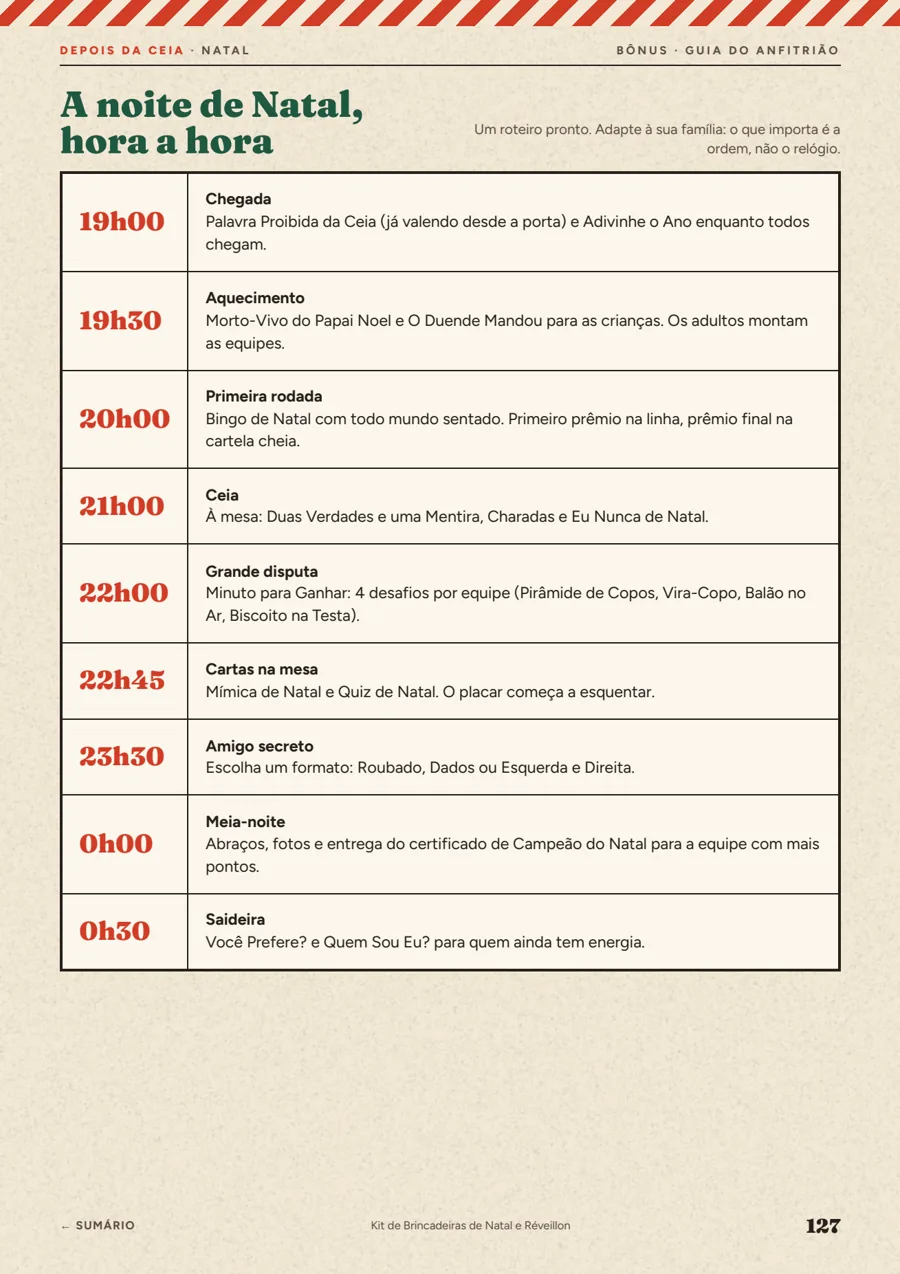 DEPOIS DA CEIA · NATAL
BÔNUS · GUIA DO ANFITRIÃO
A noite de Natal,
hora a hora
Um roteiro pronto. Adapte à sua família: o que importa é a
ordem, não o relógio.
19h00
Chegada
Palavra Proibida da Ceia (já valendo desde a porta) e Adivinhe o Ano enquanto todos
chegam.
19h30
Aquecimento
Morto-Vivo do Papai Noel e O Duende Mandou para as crianças. Os adultos montam
as equipes.
20h00
Primeira rodada
Bingo de Natal com todo mundo sentado. Primeiro prêmio na linha, prêmio final na
cartela cheia.
21h00
Ceia
À mesa: Duas Verdades e uma Mentira, Charadas e Eu Nunca de Natal.
22h00
Grande disputa
Minuto para Ganhar: 4 desafios por equipe (Pirâmide de Copos, Vira-Copo, Balão no
Ar, Biscoito na Testa).
22h45
Cartas na mesa
Mímica de Natal e Quiz de Natal. O placar começa a esquentar.
23h30
Amigo secreto
Escolha um formato: Roubado, Dados ou Esquerda e Direita.
0h00
Meia-noite
Abraços, fotos e entrega do certificado de Campeão do Natal para a equipe com mais
pontos.
0h30
Saideira
Você Prefere? e Quem Sou Eu? para quem ainda tem energia.
← SUMÁRIO
Kit de Brincadeiras de Natal e Réveillon
127